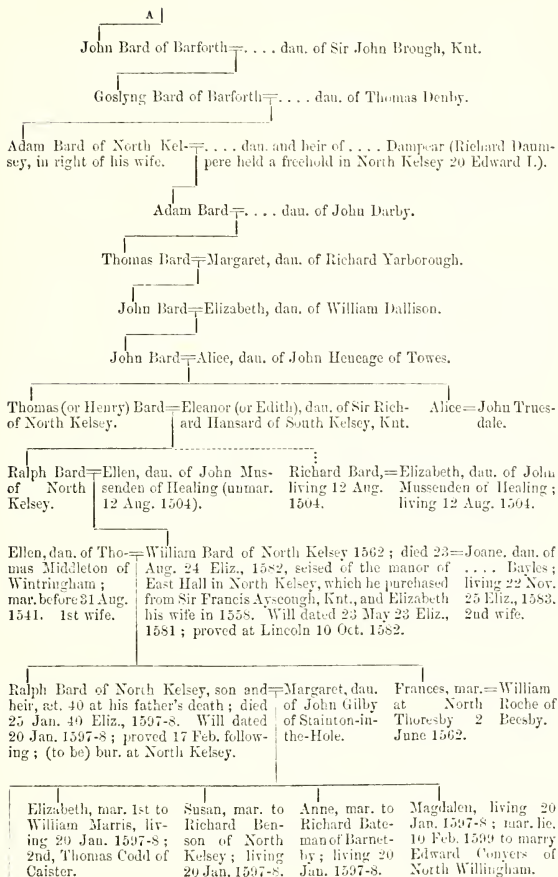 A
John Bard of Barforth=. . . . dau. of Sir John Brough, Knt.
Goslyng Bard of Barforth=. . . . dau. of Thomas Denby.
Adam Bard of North Kel-=. . . . dau. and heir of . . . . Dampear (Richard Daum-
sey, in right of his wife. pere held a freehold in North Kelsey 20 Edward I.).
Adam Bard=. . . . dau. of John Darby.
Thomas Bard=Margaret, dau. of Richard Yarborough.
John Bard=Elizabeth, dau. of William Dallison.
John Bard=Alice, dau. of John Heneage of Towes.
Thomas (or Henry) Bard=Eleanor (or Edith), dau. of Sir Rich-
of North Kelsey. ard Hansard of South Kelsey, Knt.
Alice=John Trues-
dale.
Ralph Bard=Ellen, dau. of John Mus-
of North senden of Healing (unmar.
Kelsey. 12 Aug. 1504).
Richard Bard,=Elizabeth, dau. of John
living 12 Aug. Mussenden of Healing ;
1504. living 12 Aug. 1504.
Ellen, dau. of Tho-=William Bard of North Kelsey 1562 ; died 23=Joane, dau. of
mas Middleton of Aug. 24 Eliz., 1582, seised of the manor of . . . . Bayles ;
Wintringham ; East Hall in North Kelsey, which he purchased living 22 Nov.
mar. before 31 Aug. from Sir Francis Ayscough, Knt., and Elizabeth 25 Eliz., 1583.
1541. 1st wife. his wife in 1558. Will dated 23 May 23 Eliz., 2nd wife.
1581 ; proved at Lincoln 10 Oct. 1582.
Ralph Bard of North Kelsey, son and=Margaret, dau.
heir, æt. 40 at his father's death ; died of John Gilby
25 Jan. 40 Eliz., 1597-8. Will dated of Stainton-in-
20 Jan. 1597-8 ; proved 17 Feb. follow- the-Hole.
ing ; (to be) bur. at North Kelsey.
Frances, mar.=William
at North Roche of
Thoresby 2 Beesby.
June 1562.
Elizabeth, mar. 1st to
William Marris, liv-
ing 20 Jan. 1597-8 ;
2nd, Thomas Codd of
Caister.
Susan, mar. to
Richard Ben-
son of North
Kelsey ; living
20 Jan. 1597-8.
Anne, mar. to
Richard Bate-
man of Barnet-
by ; living 20
Jan. 1597-8.
Magdalen, living 20
Jan. 1597-8 ; mar. lic.
10 Feb. 1599 to marry
Edward Conyers of
North Willingham.